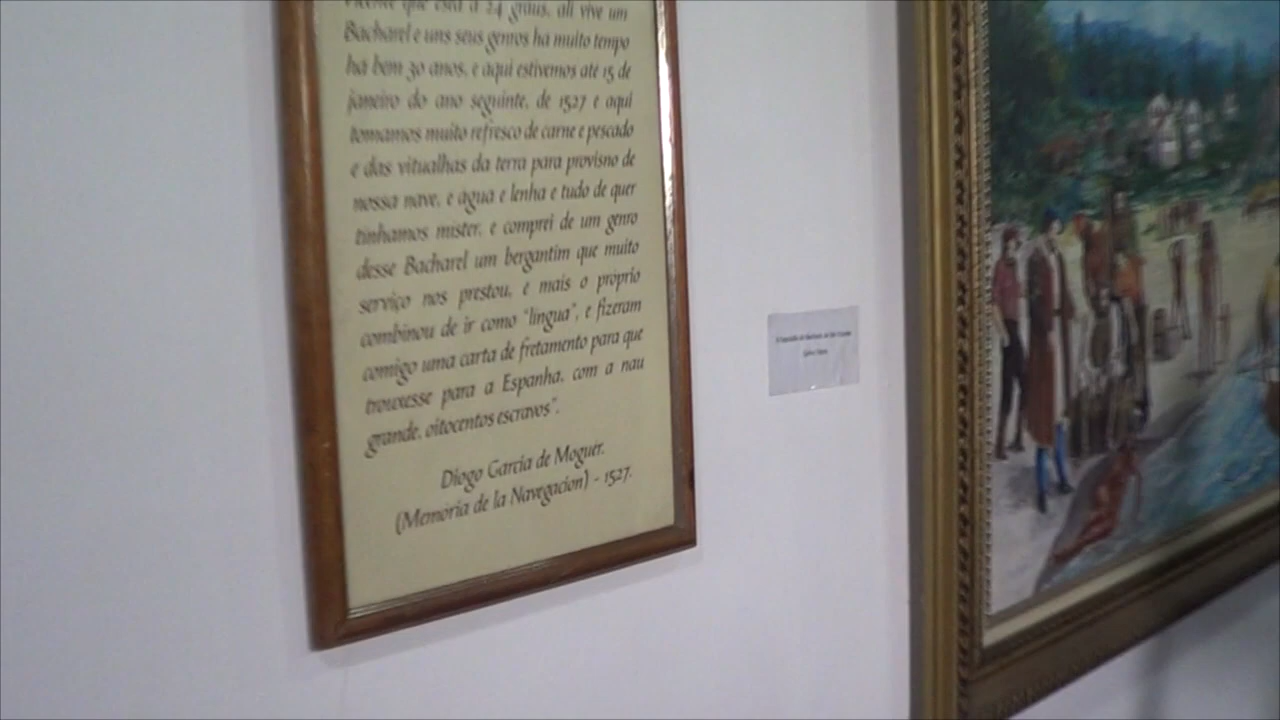 Vicente que está a 24 graus, ali vive um
Bacharel e uns seus genros ha muito tempo
ha bem 30 anos, e aqui estivemos até 15 de
janeiro do ano seguinte, de 1527 e aqui
tomamos muito refresco de carne e pescado
e das vitualhas da terra para provisno de
nossa nave, e agua e lenha e tudo de quer
tinhamos mister, e comprei de um genro
desse Bacharel um bergantim que muito
serviço nos prestou, e mais o proprio
combinou de ir como "lingua", e fizeram
comigo uma carta de fretamento para que
trouxesse para a Espanha, com a nau
grande, oitocentos escravos".
Diogo Garcia de Moguer.
(Memoria de la Navegacion) - 1527.